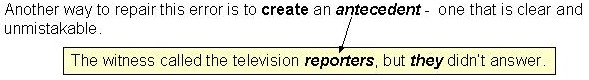 Another way to repair this error is to create an antecedent - one that is clear and
unmistakable.
The witness called the television reporters, but they didn't answer.